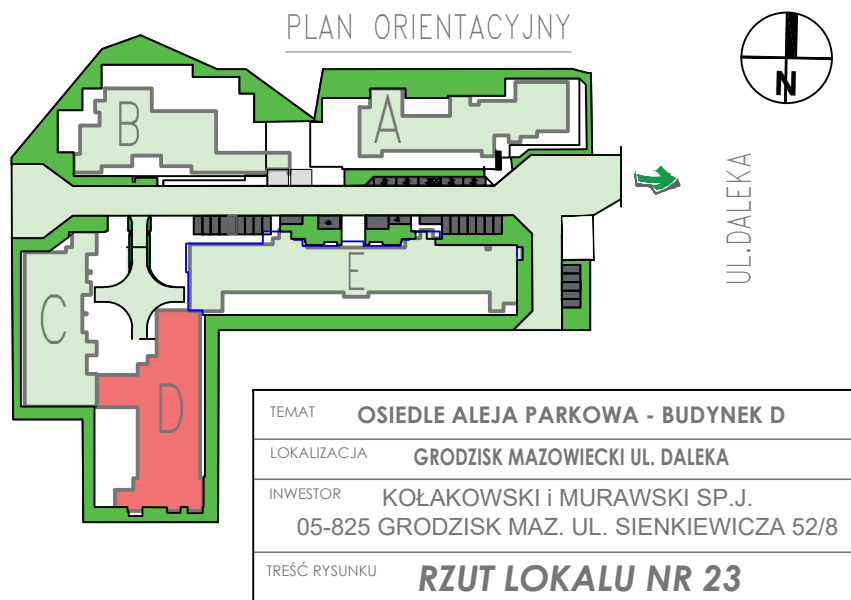 PLAN ORIENTACYJNY
N
B
A
UL.DALEKA
E
C
D
TEMAT OSIEDLE ALEJA PARKOWA - BUDYNEK D
LOKALIZACJA GRODZISK MAZOWIECKI UL. DALEKA
INWESTOR KOŁAKOWSKI i MURAWSKI SP.J.
05-825 GRODZISK MAZ. UL. SIENKIEWICZA 52/8
TREŚĆ RYSUNKU RZUT LOKALU NR 23